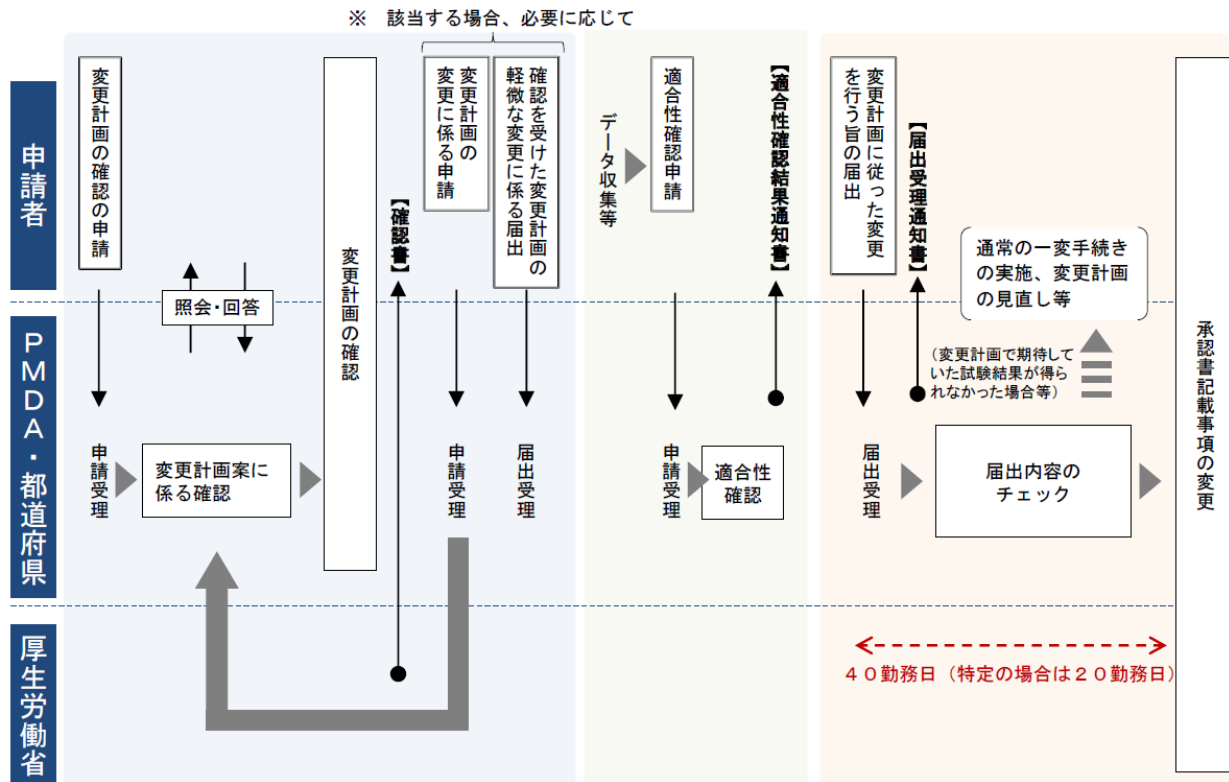 ※ 該当する場合、必要に応じて
申請者
PMDA・都道府県
厚生労働省
変更計画の確認の申請
照会・回答
申請受理
変更計画案に
係る確認
変更計画の確認
【確認書】
変更計画の
変更に係る申請
確認を受けた変更計画の
軽微な変更に係る届出
申請受理
届出受理
データ収集等
適合性確認申請
申請受理
適合性
確認
【適合性確認結果通知書】
変更計画に従った変更
を行う旨の届出
【届出受理通知書】
届出受理
通常の一変手続き
の実施、変更計画
の見直し等
(変更計画で期待して
いた試験結果が得ら
れなかった場合等)
届出内容の
チェック
40勤務日(特定の場合は20勤務日)
承認書記載事項の変更